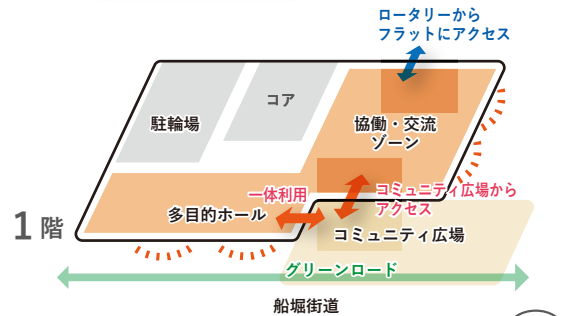 ロータリーから
フラットにアクセス
コア
駐輪場
協働・交流
ゾーン
一体利用
コミュニティ広場から
アクセス
多目的ホール
1階
コミュニティ広場
グリーンロード
船堀街道